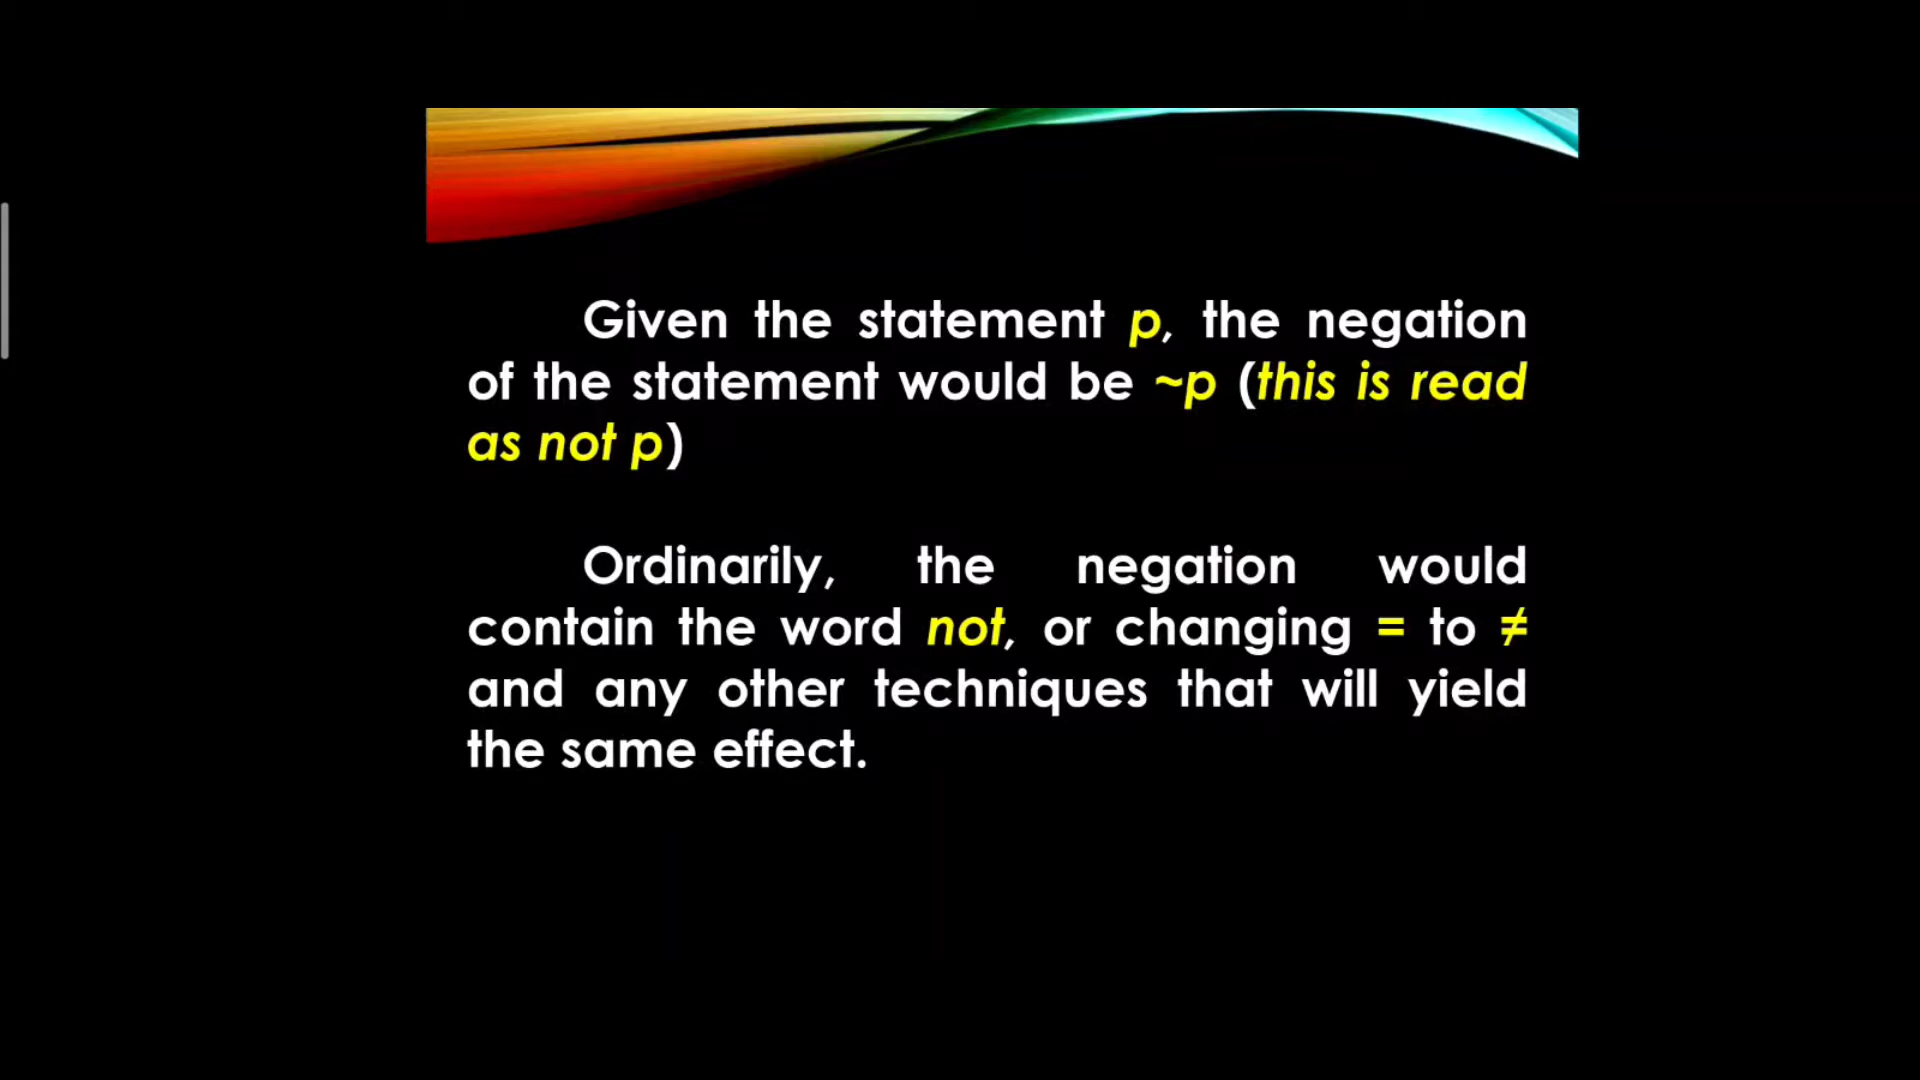 Given the statement p, the negation
of the statement would be ~p (this is read
as not p)
Ordinarily, the negation would
contain the word not, or changing = to ≠
and any other techniques that will yield
the same effect.